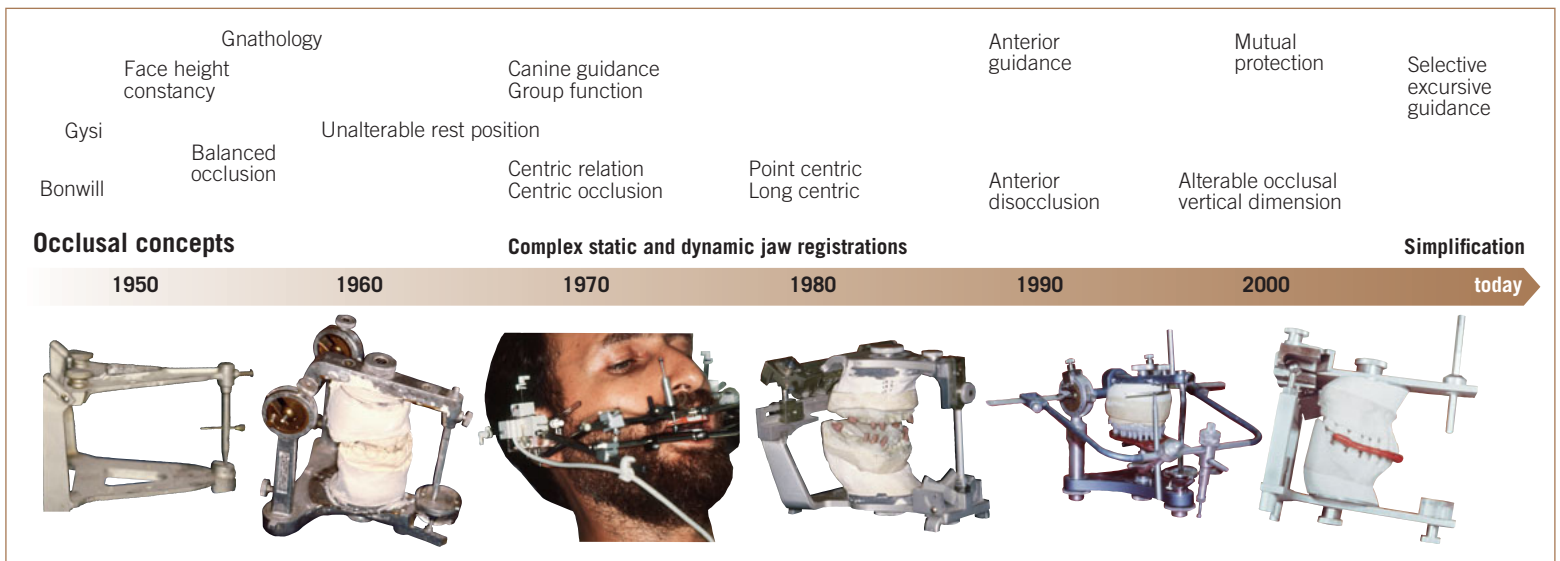 Gnathology
Face height
constancy
Gysi
Balanced
occlusion
Bonwill
Unalterable rest position
Canine guidance
Group function
Centric relation
Centric occlusion
Point centric
Long centric
Anterior
guidance
Anterior
disocclusion
Mutual
protection
Alterable occlusal
vertical dimension
Selective
excursive
guidance
Occlusal concepts
Complex static and dynamic jaw registrations
Simplification
1950 1960 1970 1980 1990 2000 today